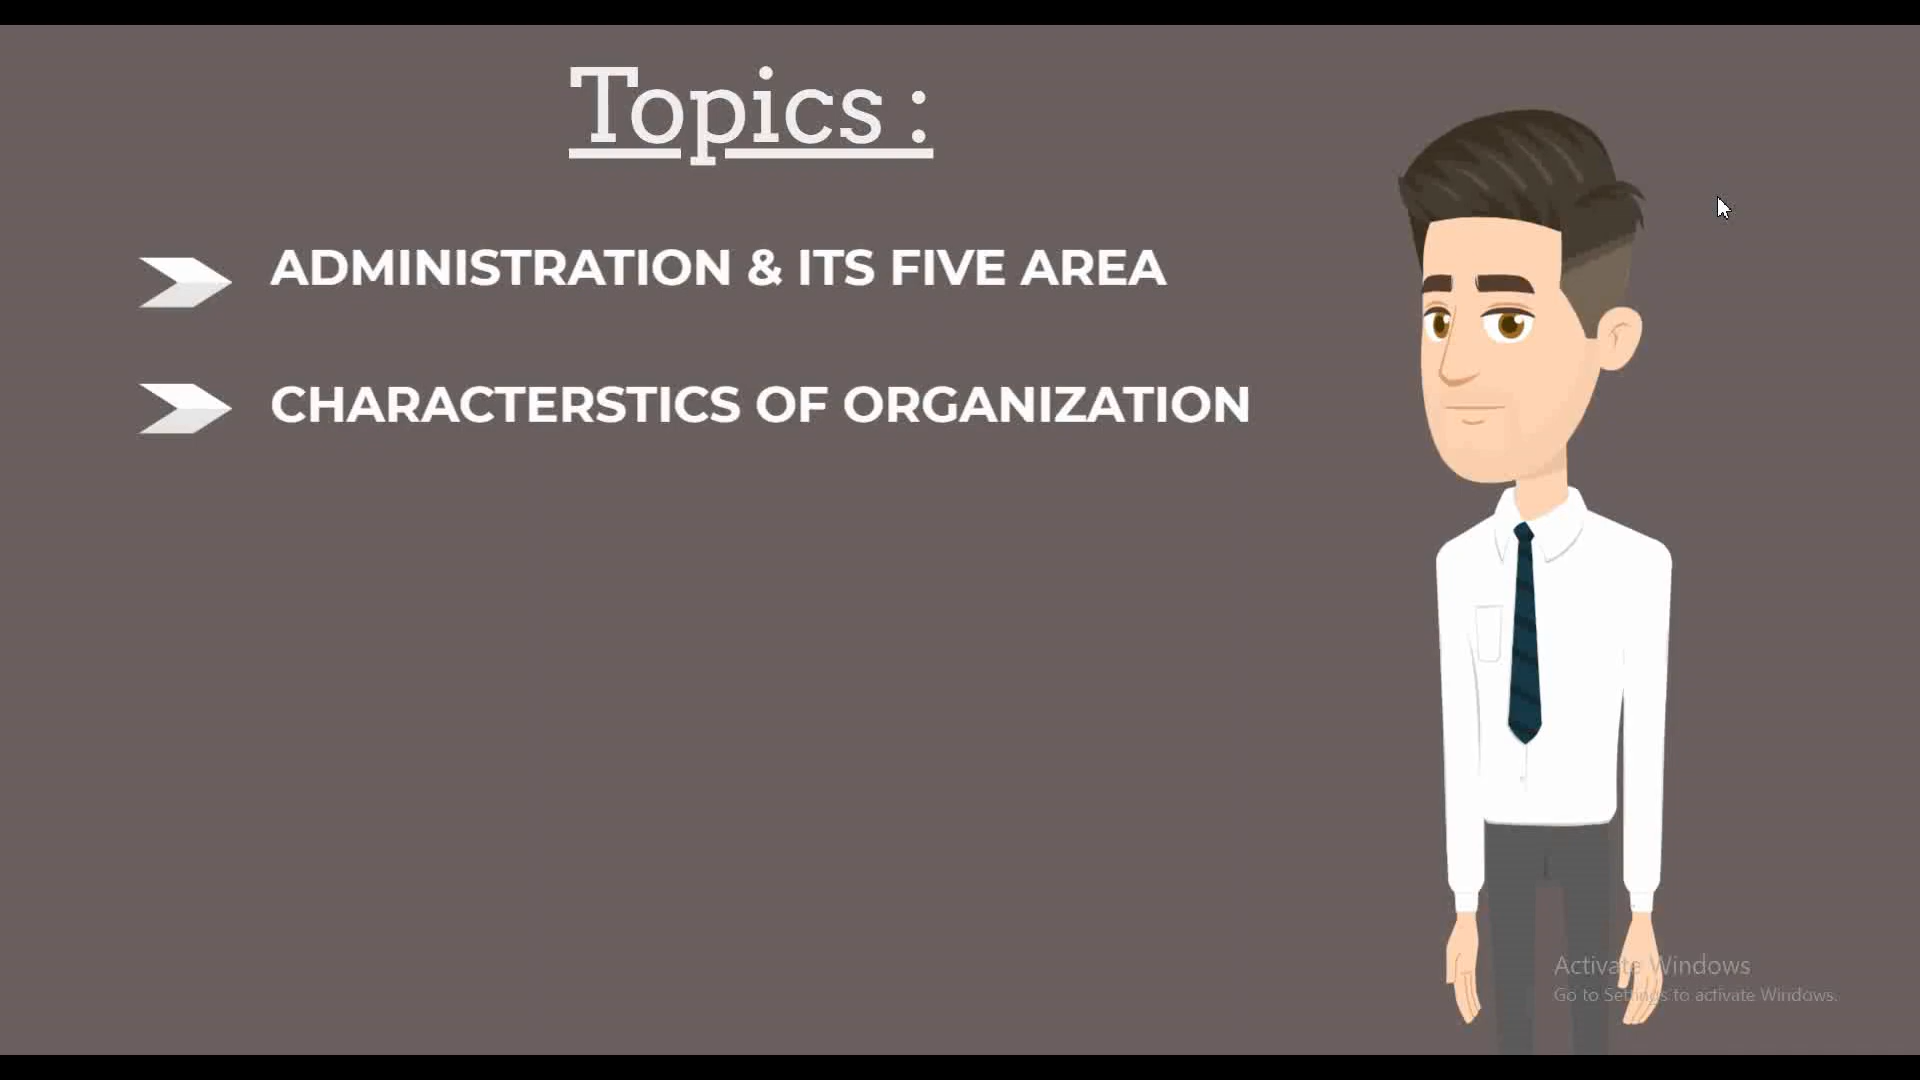 Topics :
ADMINISTRATION & ITS FIVE AREA
CHARACTERSTICS OF ORGANIZATION
Activate Windows
Go to Settings to activate Windows.